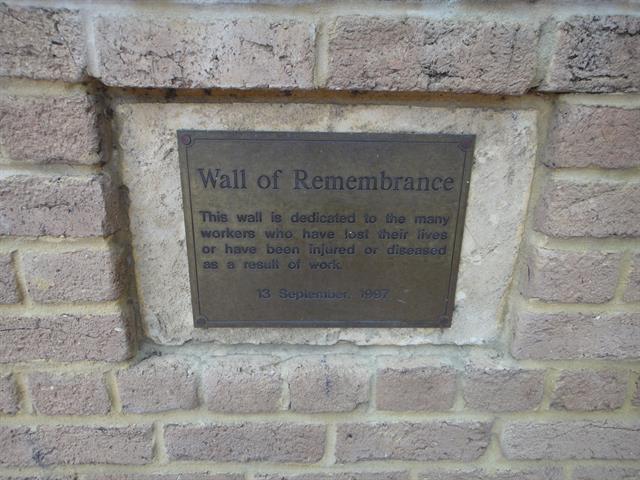 Wall of Remembrance
This wall is dedicated to the many
workers who have lost their lives
or have been injured or diseased
as a result of work.
13 September, 1997